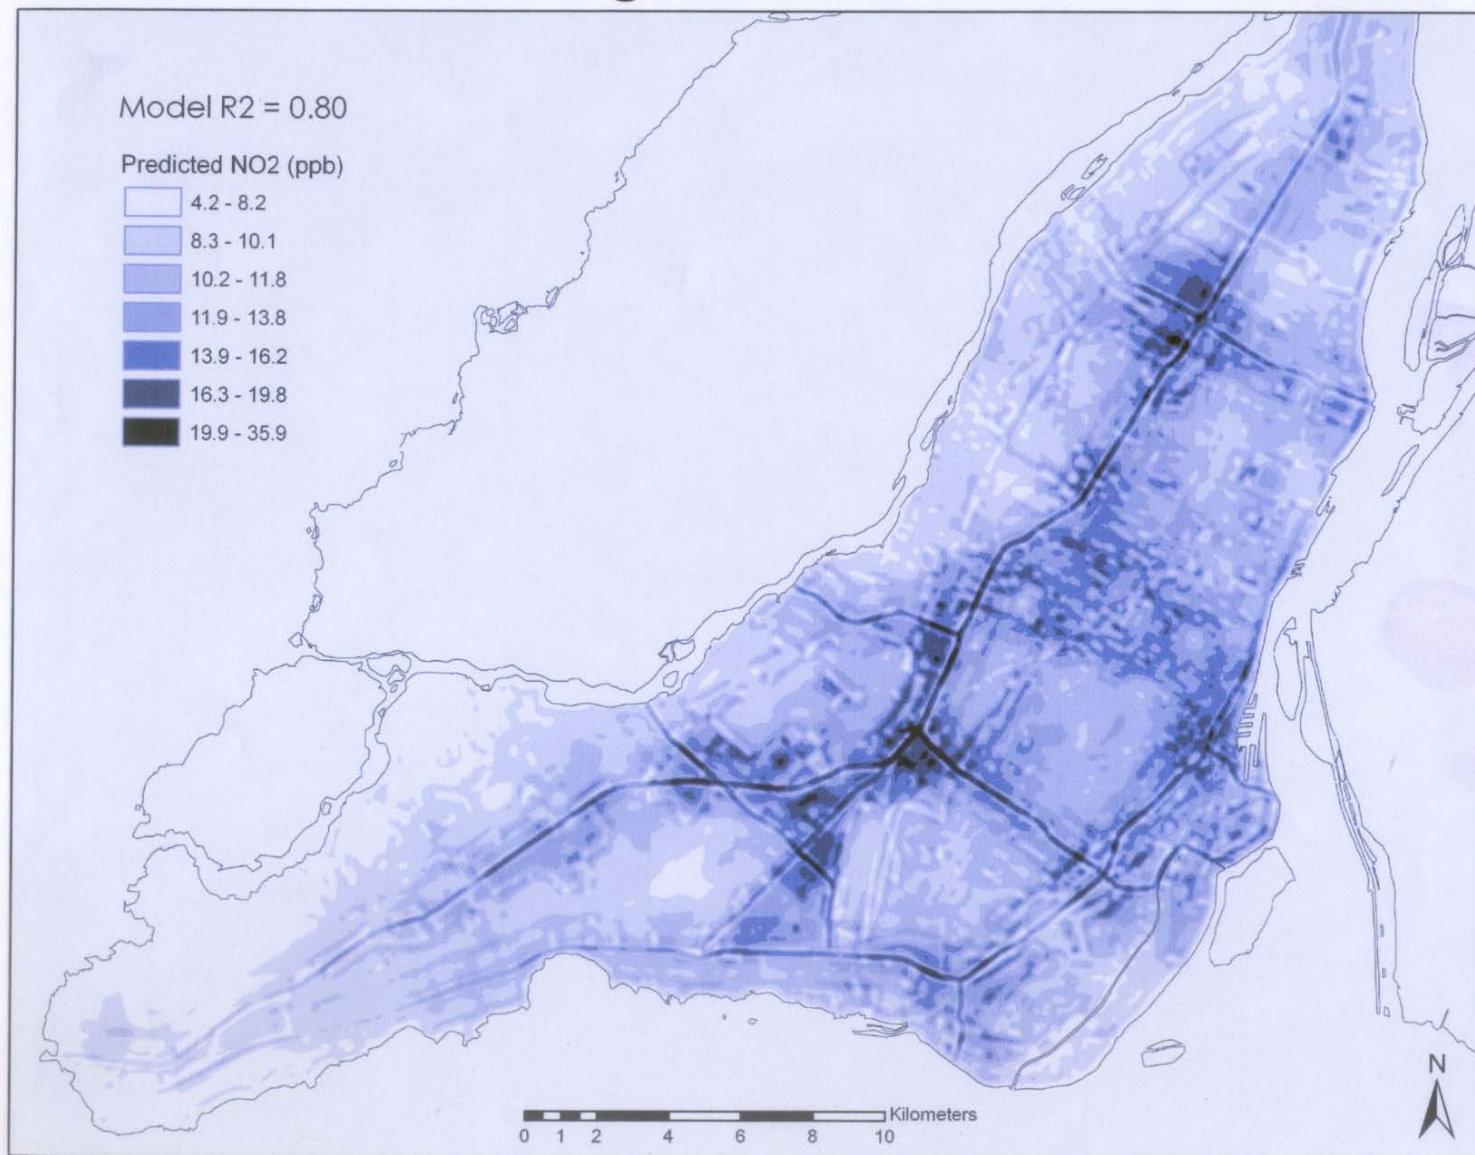 Model R2 = 0.80
Predicted NO2 (ppb)
4.2 - 8.2
8.3 - 10.1
10.2 - 11.8
11.9 - 13.8
13.9 - 16.2
16.3 - 19.8
19.9 - 35.9
N
Kilometers
0 1 2 4 6 8 10